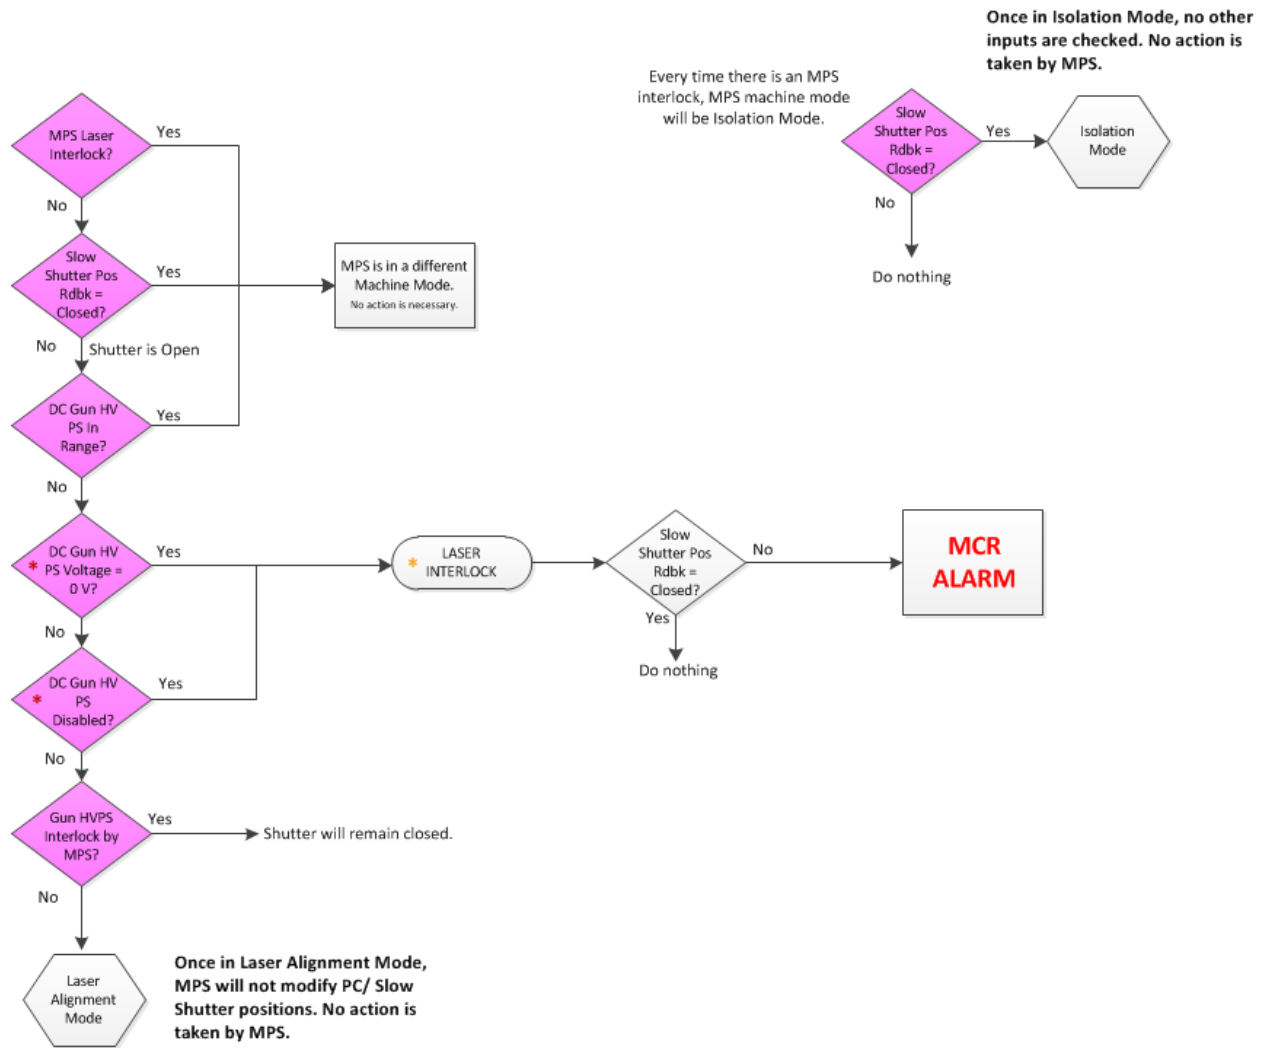 Once in Isolation Mode, no other
inputs are checked. No action is
taken by MPS.
Every time there is an MPS
interlock, MPS machine mode
will be Isolation Mode.
Slow
Shutter Pos
Rdbk =
Closed?
Yes
Isolation
Mode
No
Do nothing
MPS Laser
Interlock?
Yes
No
Slow
Shutter Pos
Rdbk =
Closed?
Yes
MPS is in a different
Machine Mode.
No action is necessary.
No
Shutter is Open
DC Gun HV
PS In
Range?
Yes
No
DC Gun HV
* PS Voltage =
0 V?
Yes
* LASER
INTERLOCK
Slow
Shutter Pos
Rdbk =
Closed?
No
MCR
ALARM
Yes
Do nothing
No
DC Gun HV
* PS
Disabled?
Yes
No
Gun HVPS
Interlock by
MPS?
Yes
Shutter will remain closed.
No
Laser
Alignment
Mode
Once in Laser Alignment Mode,
MPS will not modify PC/ Slow
Shutter positions. No action is
taken by MPS.